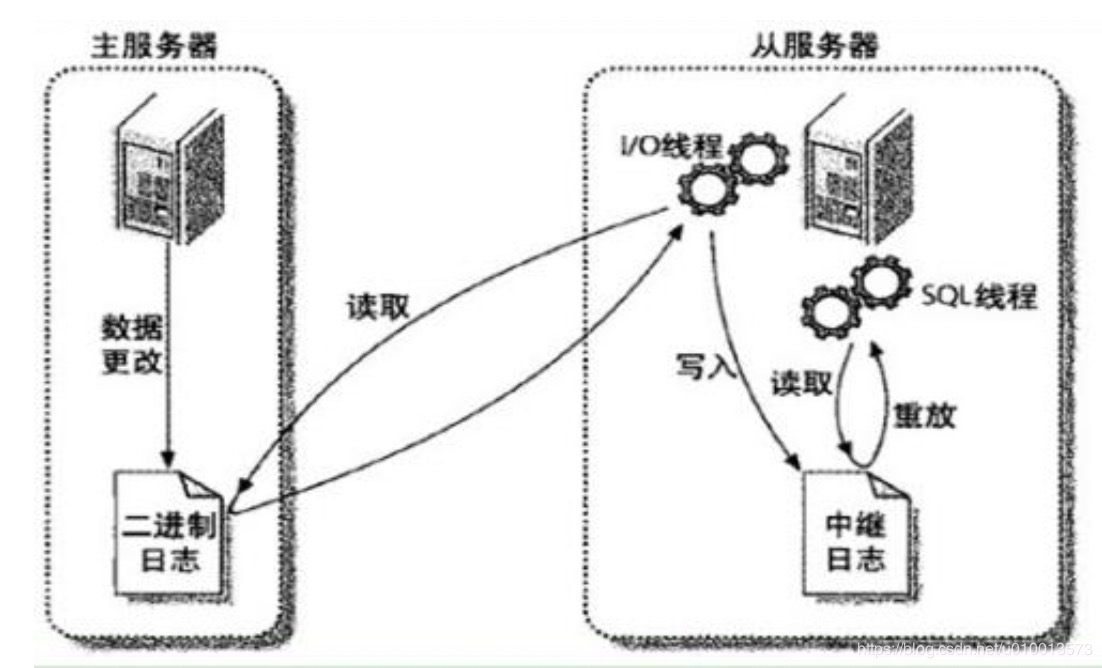 主服务器
从服务器
I/O线程
SQL线程
读取
数据
更改
写入
读取
重放
二进制
日志
中继
日志
https://blog.csdn.net/u010013573